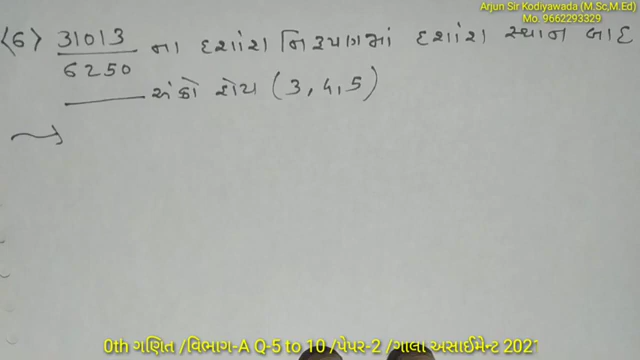 Arjun Sir Kodiyawada (M.Sc,M.Ed)
Mo. 9662293329
<6> 31013/6250 ના દશાંશ નિરૂપણમાં દશાંશ સ્થાન બાદ
_____ અંકો હોય (3,4,5)
0th ગણિત /વિભાગ-A Q-5 to 10 /પેપર-2 /ગાલા અસાઈમેન્ટ 2021